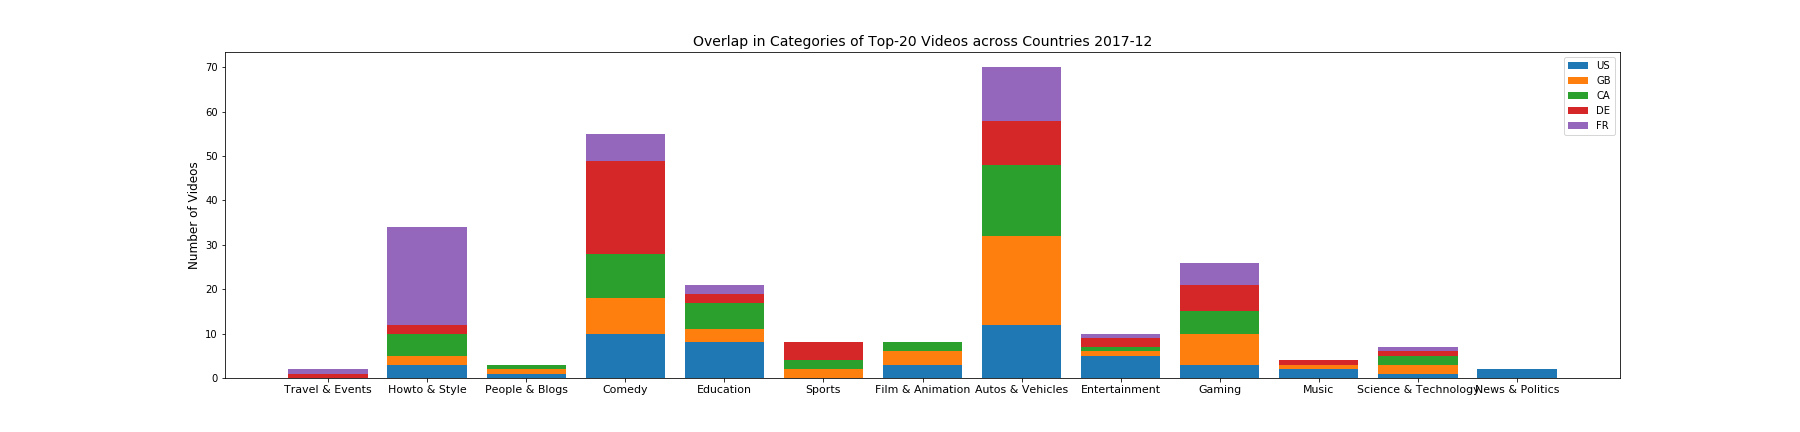 Overlap in Categories of Top-20 Videos across Countries 2017-12
Number of Videos
70
60
50
40
30
20
10
0
US
GB
CA
DE
FR
Travel & Events
Howto & Style
People & Blogs
Comedy
Education
Sports
Film & Animation
Autos & Vehicles
Entertainment
Gaming
Music
Science & Technology
News & Politics